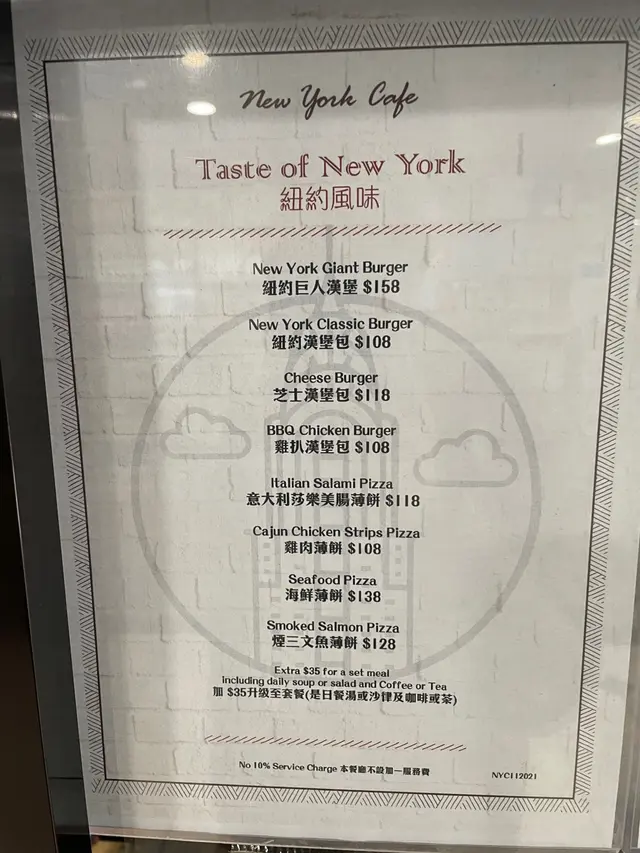 New York Cafe
Taste of New York
紐約風味
New York Giant Burger
紐約巨人漢堡 $158
New York Classic Burger
紐約漢堡包 $108
Cheese Burger
芝士漢堡包 $118
BBQ Chicken Burger
雞扒漢堡包 $108
Italian Salami Pizza
意大利莎樂美腸薄餅 $118
Cajun Chicken Strips Pizza
雞肉薄餅 $108
Seafood Pizza
海鮮薄餅 $138
Smoked Salmon Pizza
煙三文魚薄餅 $128
Extra $35 for a set meal
including daily soup or salad and Coffee or Tea
加 $35升級至套餐(是日餐湯或沙律及咖啡或茶)
No 10% Service Charge 本餐廳不設加一服務費
NYC112021